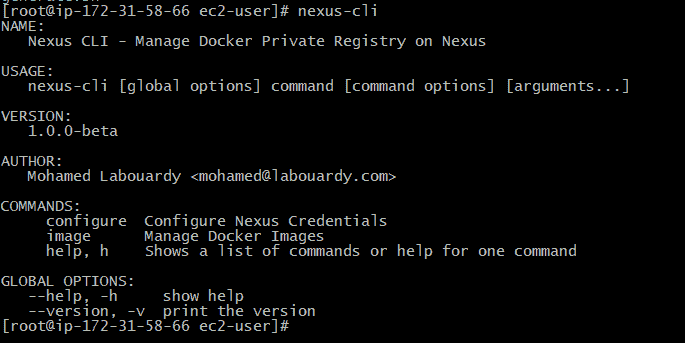 [root@ip-172-31-58-66 ec2-user]# nexus-cli
NAME:
   Nexus CLI - Manage Docker Private Registry on Nexus
USAGE:
   nexus-cli [global options] command [command options] [arguments...]
VERSION:
   1.0.0-beta
AUTHOR:
   Mohamed Labouardy <mohamed@labouardy.com>
COMMANDS:
     configure  Configure Nexus Credentials
     image      Manage Docker Images
     help, h    Shows a list of commands or help for one command
GLOBAL OPTIONS:
   --help, -h     show help
   --version, -v  print the version
[root@ip-172-31-58-66 ec2-user]#